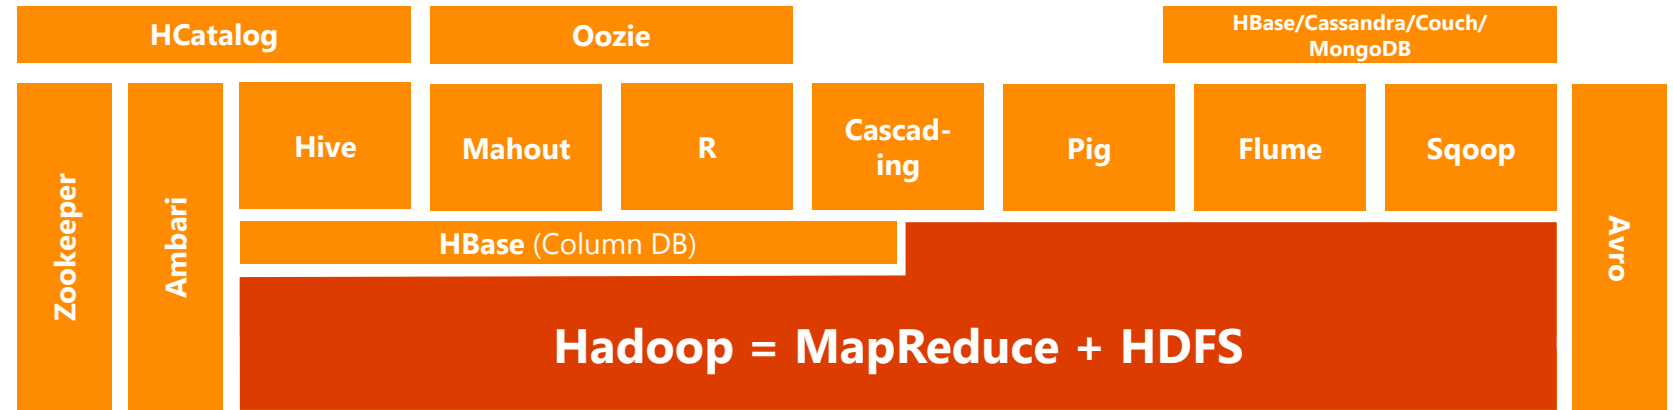 HCatalog
Oozie
HBase/Cassandra/Couch/
MongoDB
Zookeeper
Ambari
Hive
Mahout
R
Cascad-
ing
Pig
Flume
Sqoop
Avro
HBase (Column DB)
Hadoop = MapReduce + HDFS